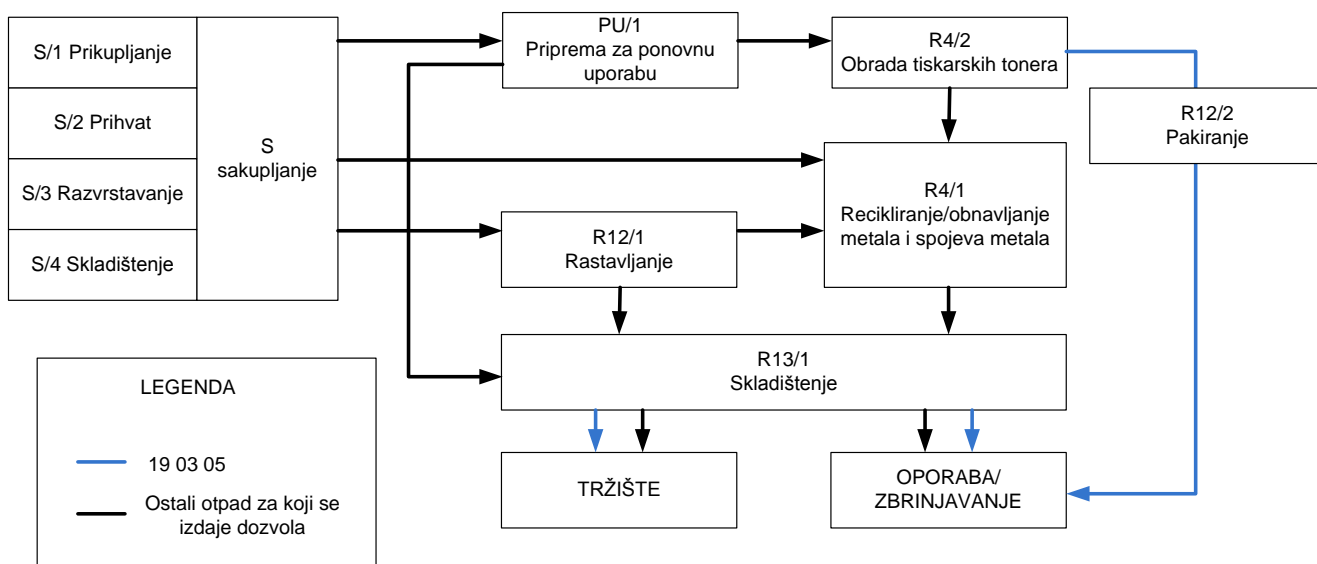 S/1 Prikupljanje
S/2 Prihvat
S/3 Razvrstavanje
S/4 Skladištenje
S
sakupljanje
PU/1
Priprema za ponovnu
uporabu
R4/2
Obrada tiskarskih tonera
R12/2
Pakiranje
R4/1
Recikliranje/obnavljanje
metala i spojeva metala
R12/1
Rastavljanje
R13/1
Skladištenje
TRŽIŠTE
OPORABA/
ZBRINJAVANJE
LEGENDA
19 03 05
Ostali otpad za koji se
izdaje dozvola